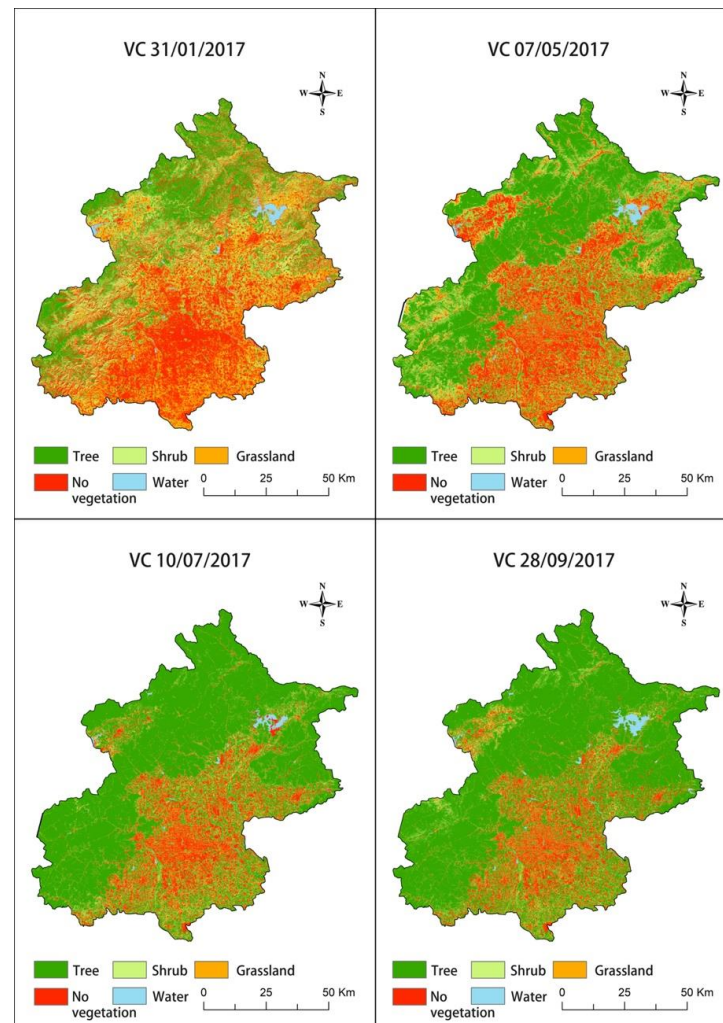 VC 31/01/2017
N
W E
S
Tree Shrub Grassland
No vegetation Water 0 25 50 Km
VC 07/05/2017
N
W E
S
Tree Shrub Grassland
No vegetation Water 0 25 50 Km
VC 10/07/2017
N
W E
S
Tree Shrub Grassland
No vegetation Water 0 25 50 Km
VC 28/09/2017
N
W E
S
Tree Shrub Grassland
No vegetation Water 0 25 50 Km